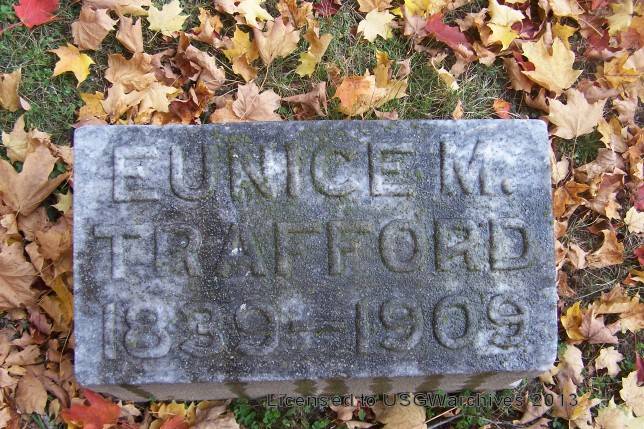 EUNICE M.
TRAFFORD
1839–1909
Licensed to USGWarchives 2013